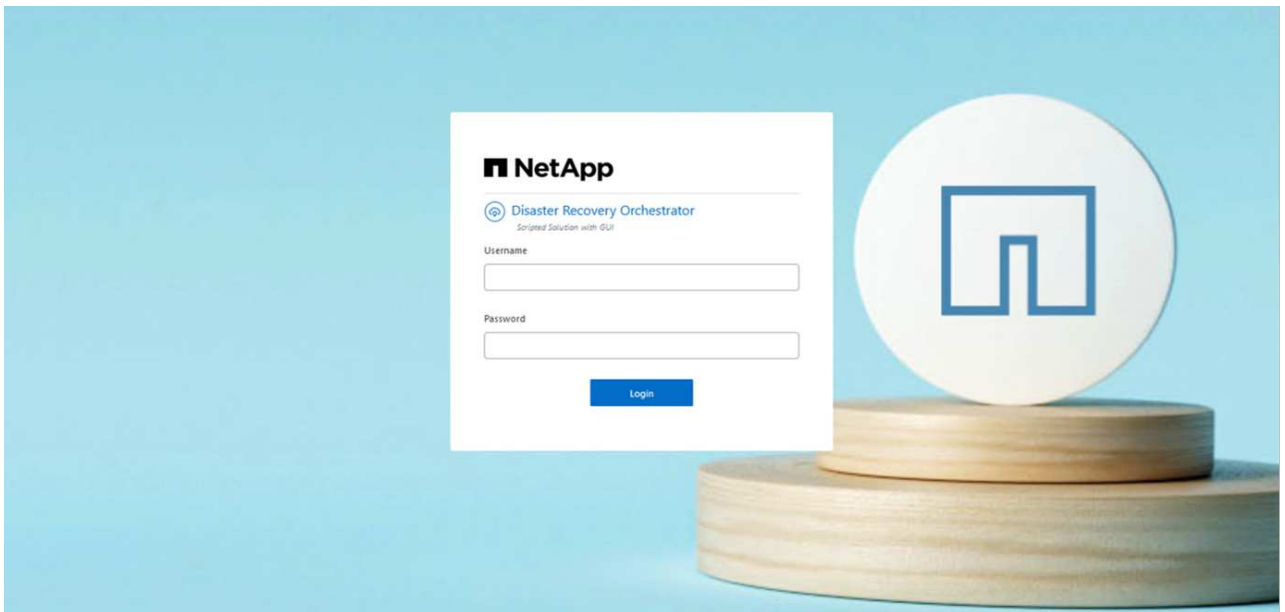 NetApp
Disaster Recovery Orchestrator
Scripted Solution with GUI
Username
Password
Login